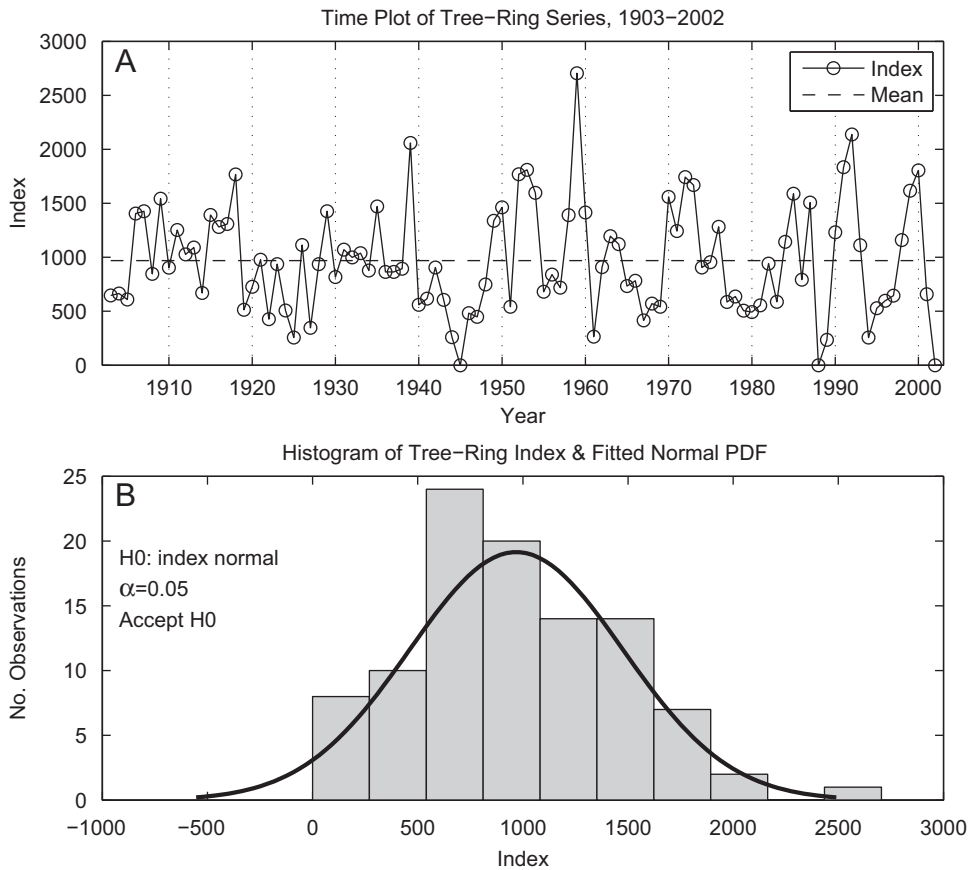 Time Plot of Tree−Ring Series, 1903−2002
A
Index
Mean
3000
2500
2000
1500
1000
500
0
Index
1910 1920 1930 1940 1950 1960 1970 1980 1990 2000
Year
Histogram of Tree−Ring Index & Fitted Normal PDF
B
H0: index normal
α=0.05
Accept H0
25
20
15
10
5
0
No. Observations
−1000 −500 0 500 1000 1500 2000 2500 3000
Index